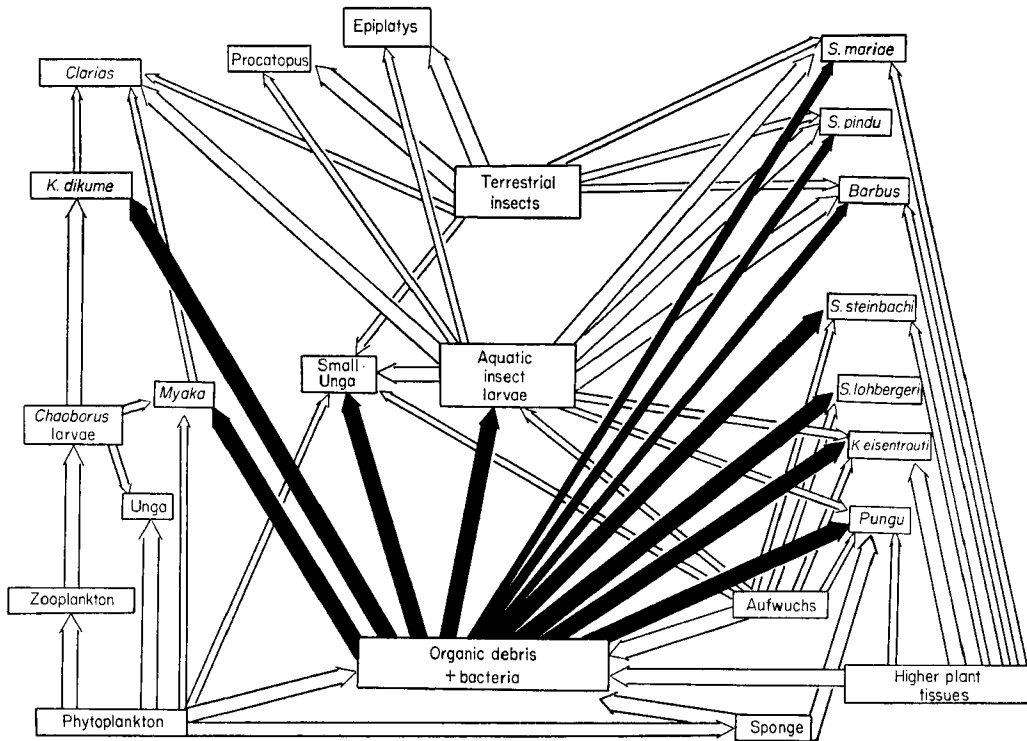 Epiplatys
Procatopus
S. mariae
Clarias
S. pindu
K. dikume
Terrestrial
insects
Barbus
S. steinbachi
Small
Unga
Aquatic
insect
larvae
Myaka
S. lohbergeri
Chaoborus
larvae
K eisentrauti
Unga
Pungu
Zooplankton
Aufwuchs
Organic debris
+ bacteria
Higher plant
tissues
Phytoplankton
Sponge